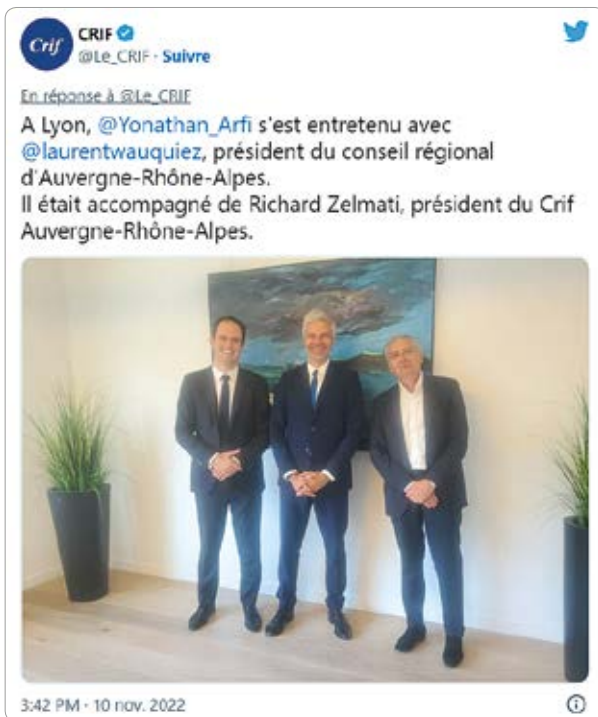 Crif
CRIF
@Le_CRIF · Suivre
En réponse à @Le_CRIF
A Lyon, @Yonathan_Arfi s'est entretenu avec
@laurentwauquiez, président du conseil régional
d'Auvergne-Rhône-Alpes.
Il était accompagné de Richard Zelmati, président du Crif
Auvergne-Rhône-Alpes.
3:42 PM · 10 nov. 2022